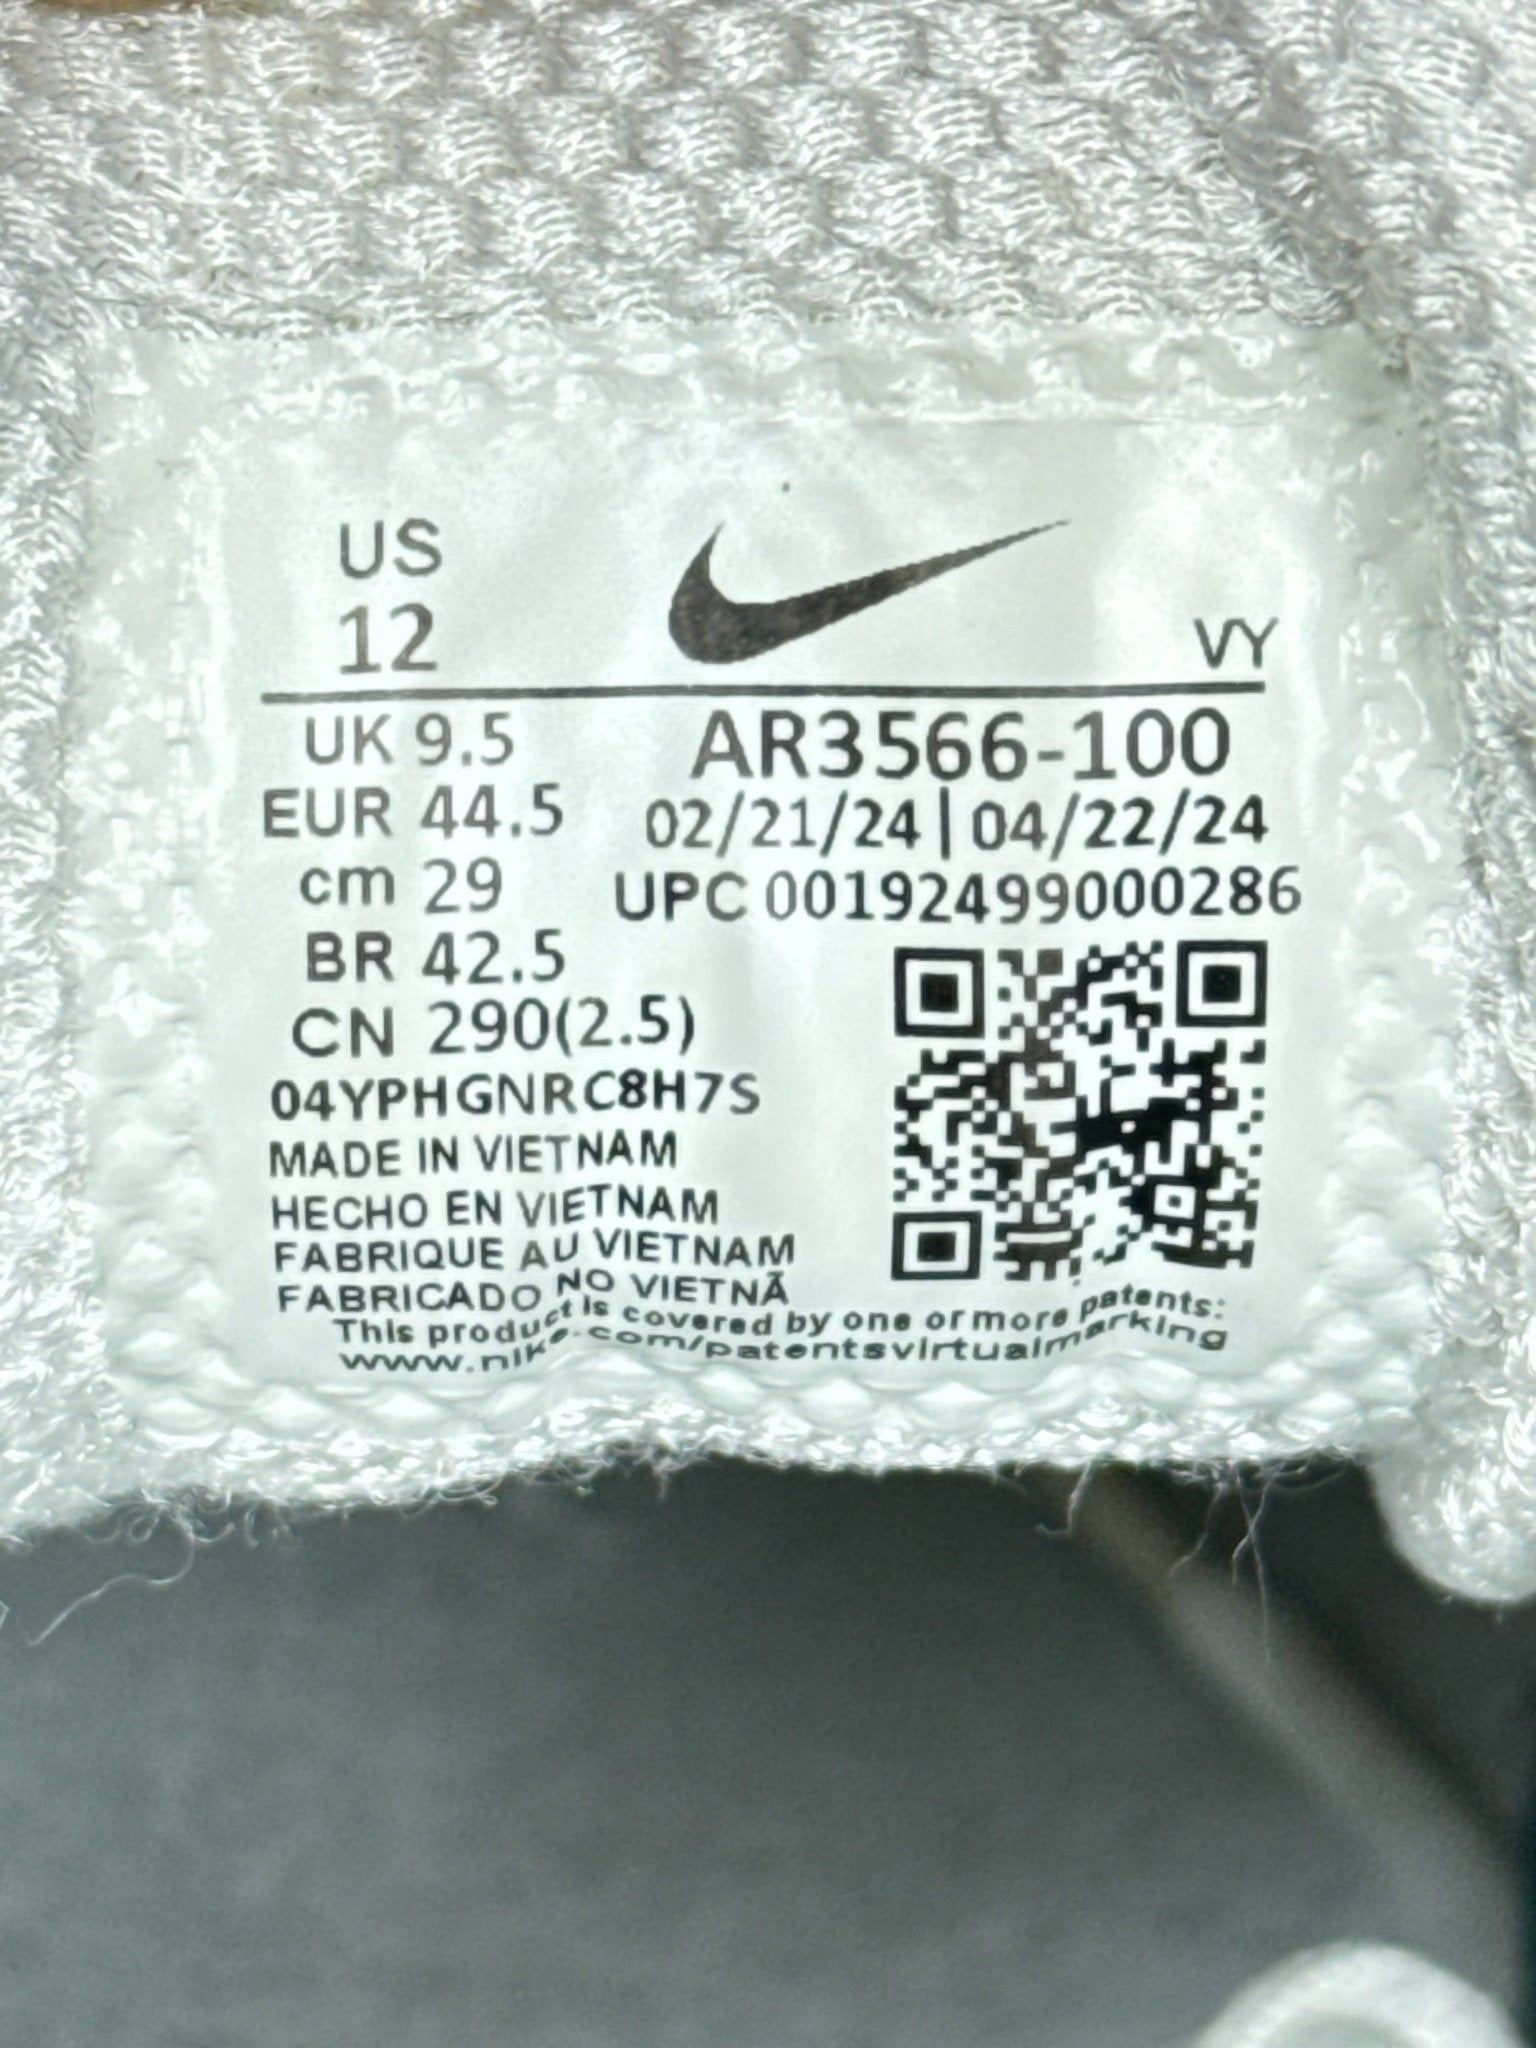 US
12
VY
UK 9.5
EUR 44.5
cm 29
BR 42.5
CN 290(2.5)
AR3566-100
02/21/24 | 04/22/24
UPC 00192499000286
04YPHGNRC8H7S
MADE IN VIETNAM
HECHO EN VIETNAM
FABRIQUE AU VIETNAM
FABRICADO NO VIETNÃ
This product is covered by one or more patents:
www.nike.com/patentsvirtualmarking